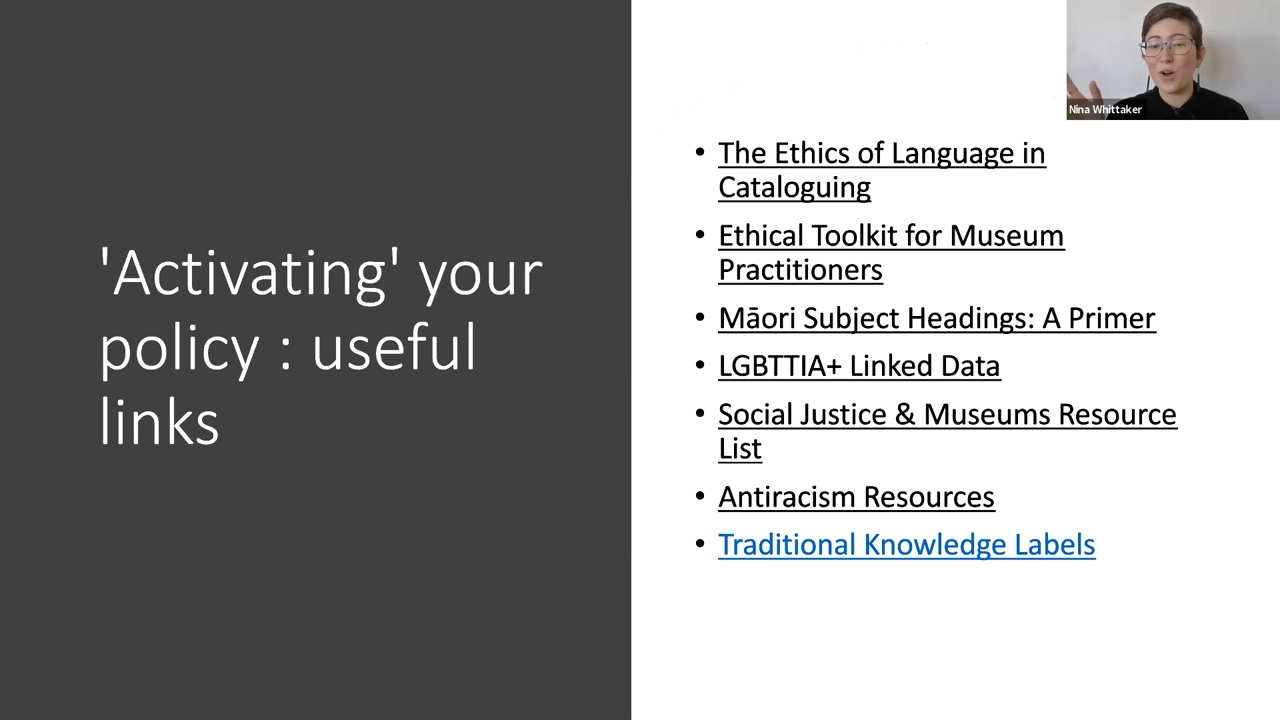 'Activating' your
policy : useful
links
Nina Whittaker
• The Ethics of Language in
Cataloguing
• Ethical Toolkit for Museum
Practitioners
• Māori Subject Headings: A Primer
• LGBTTIA+ Linked Data
• Social Justice & Museums Resource
List
• Antiracism Resources
• Traditional Knowledge Labels